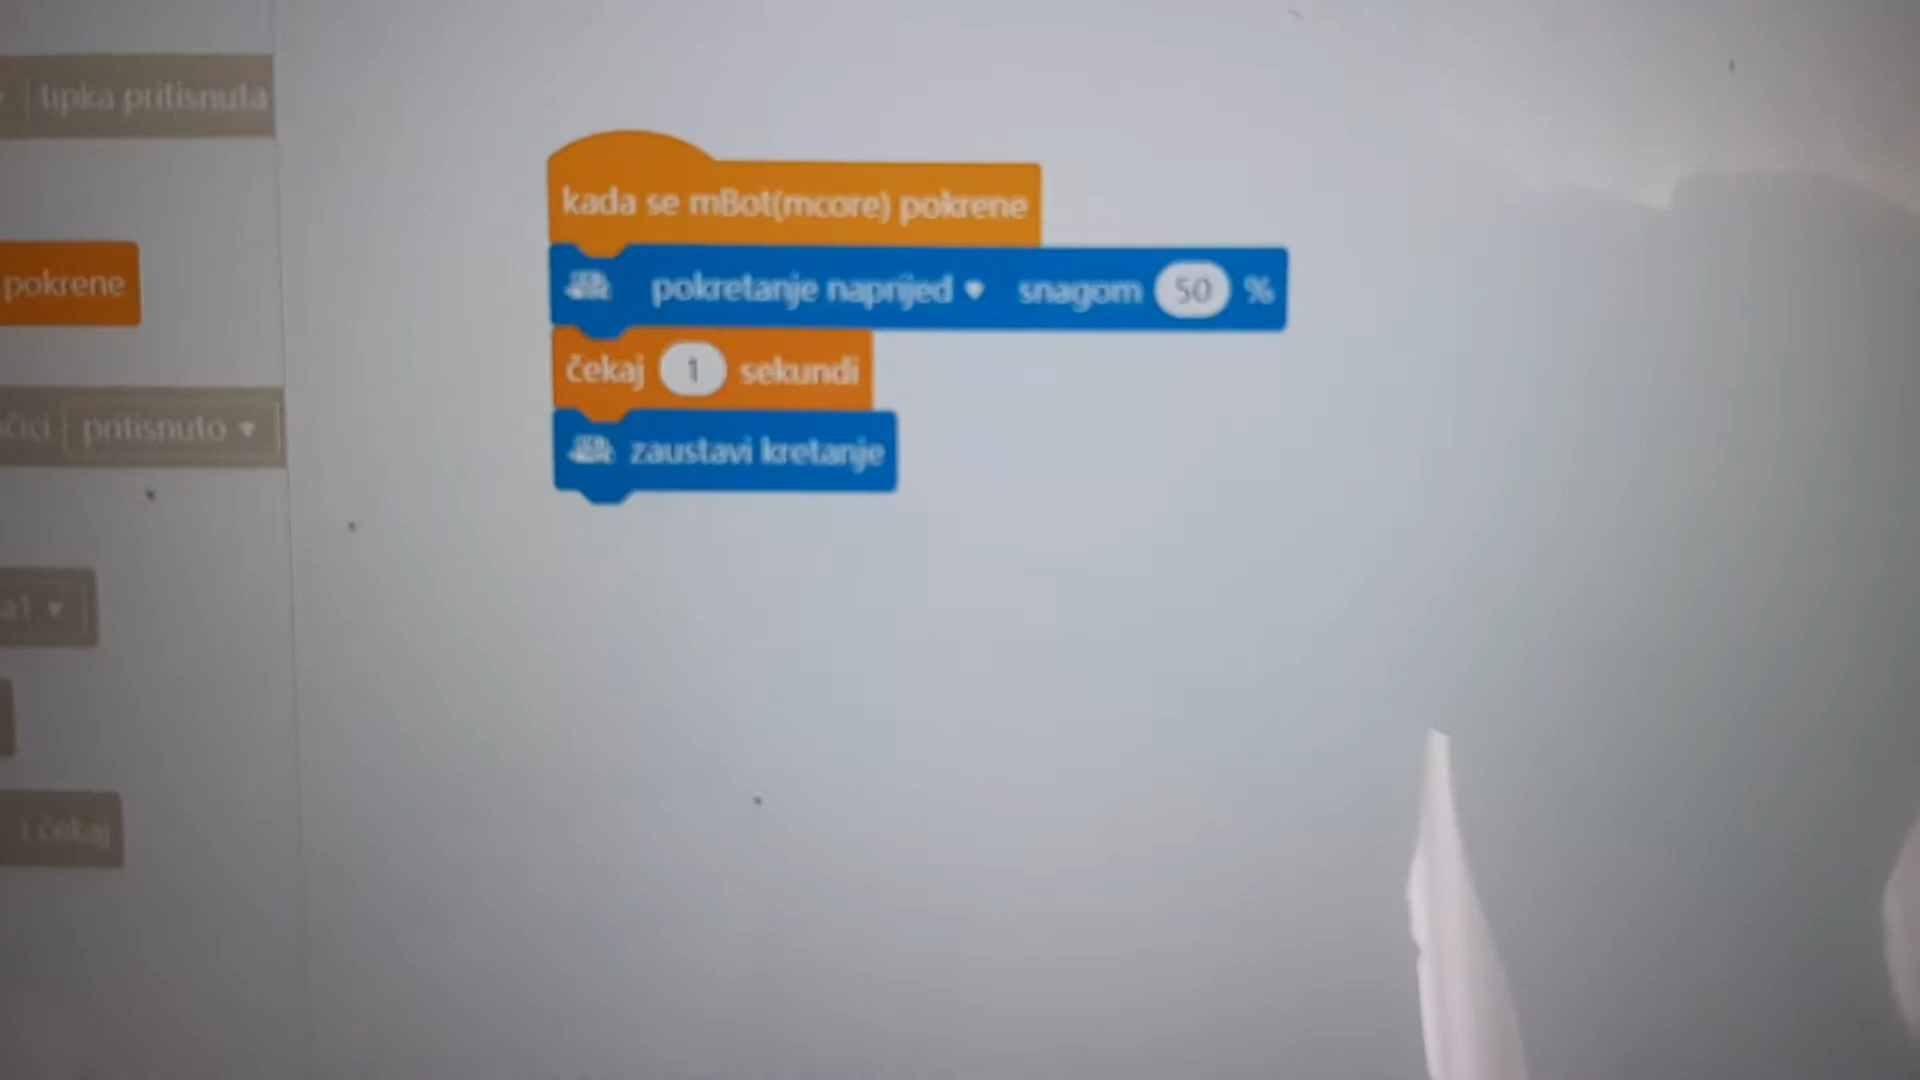 tipka pritisnuta
kada se mBot(mcore) pokrene
pokrene
pokretanje naprijed snagom 50 %
čekaj 1 sekundi
pritisnuto
zaustavi kretanje
a1
i čekaj